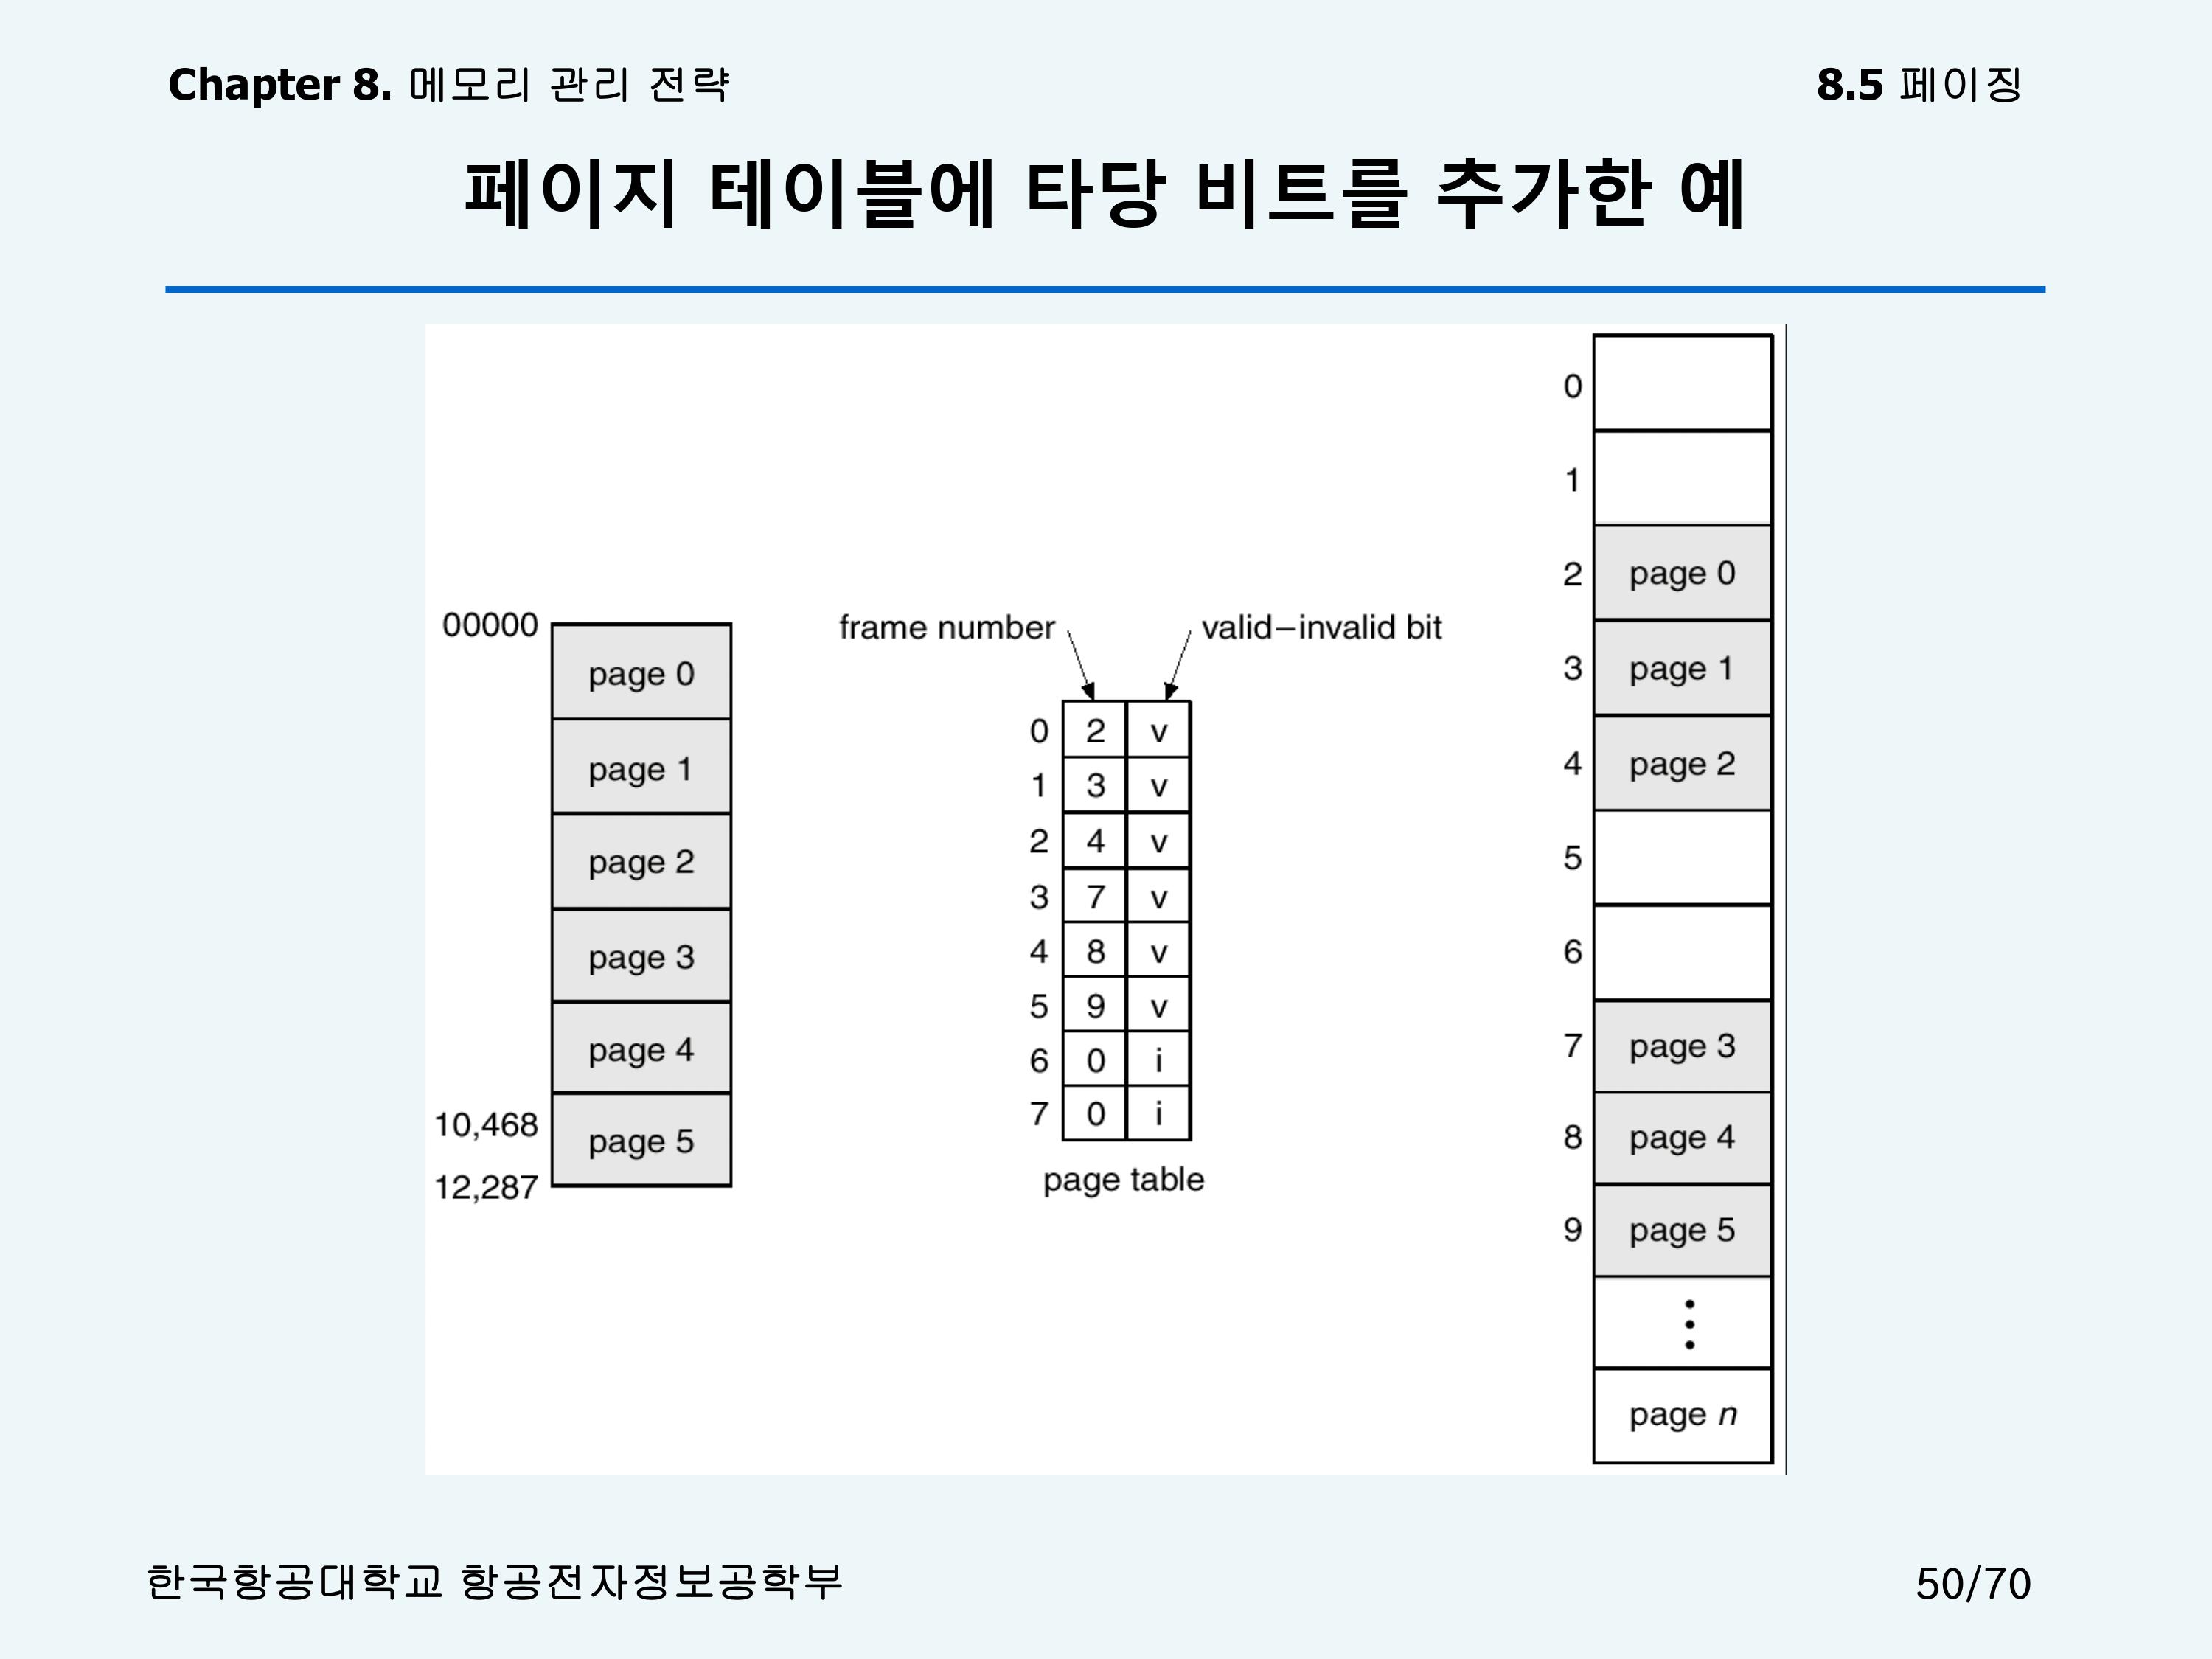 Chapter 8. 메모리 관리 전략
8.5 페이징
페이지 테이블에 타당 비트를 추가한 예
00000
page 0
page 1
page 2
page 3
page 4
10,468
page 5
12,287
frame number
valid–invalid bit
0 2 v
1 3 v
2 4 v
3 7 v
4 8 v
5 9 v
6 0 i
7 0 i
page table
0
1
2 page 0
3 page 1
4 page 2
5
6
7 page 3
8 page 4
9 page 5
page n
한국항공대학교 항공전자정보공학부
50/70